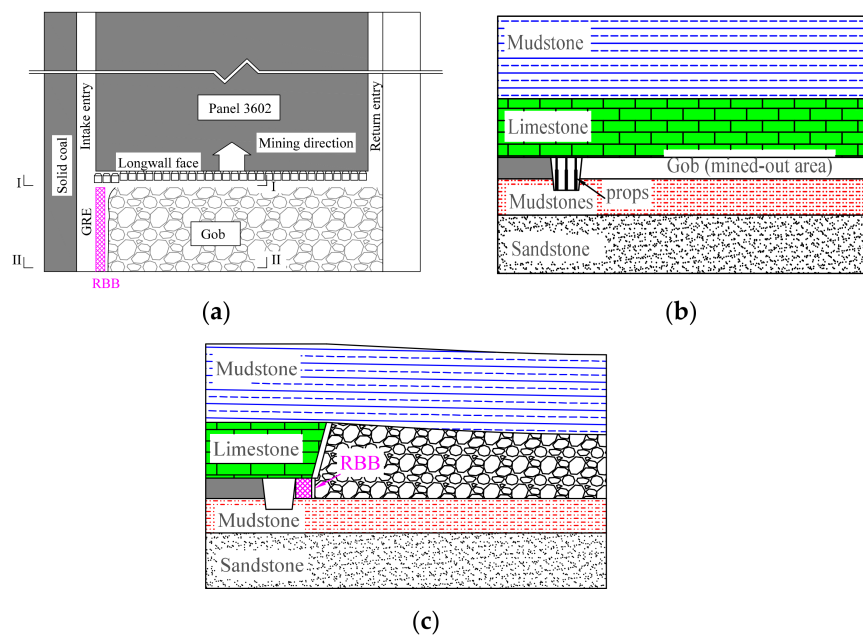 Solid coal
Intake entry
Panel 3602
Return entry
Mining direction
Longwall face
I
I
GRE
Gob
II
II
RBB
(a)
Mudstone
Limestone
Gob (mined-out area)
props
Mudstones
Sandstone
(b)
Mudstone
Limestone
RBB
Mudstone
Sandstone
(c)